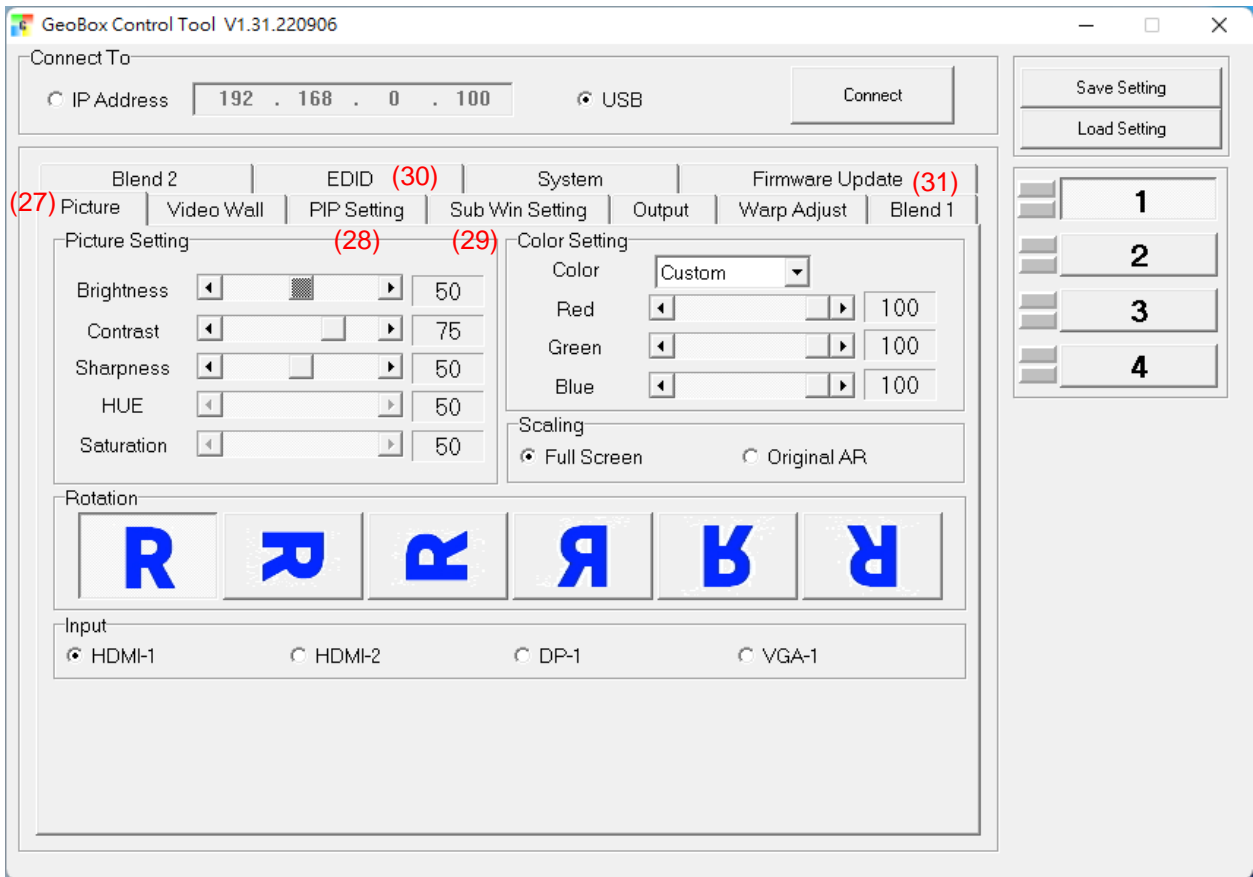 GeoBox Control Tool V1.31.220906
Connect To
IP Address 192 . 168 . 0 . 100 USB Connect
Save Setting
Load Setting
Blend 2 EDID (30) System Firmware Update (31)
(27) Picture Video Wall PIP Setting Sub Win Setting Output Warp Adjust Blend 1
(28) (29)
Picture Setting
Brightness 50
Contrast 75
Sharpness 50
HUE 50
Saturation 50
Color Setting
Color Custom
Red 100
Green 100
Blue 100
Scaling
Full Screen Original AR
Rotation
R R R R R R
Input
HDMI-1 HDMI-2 DP-1 VGA-1
1
2
3
4